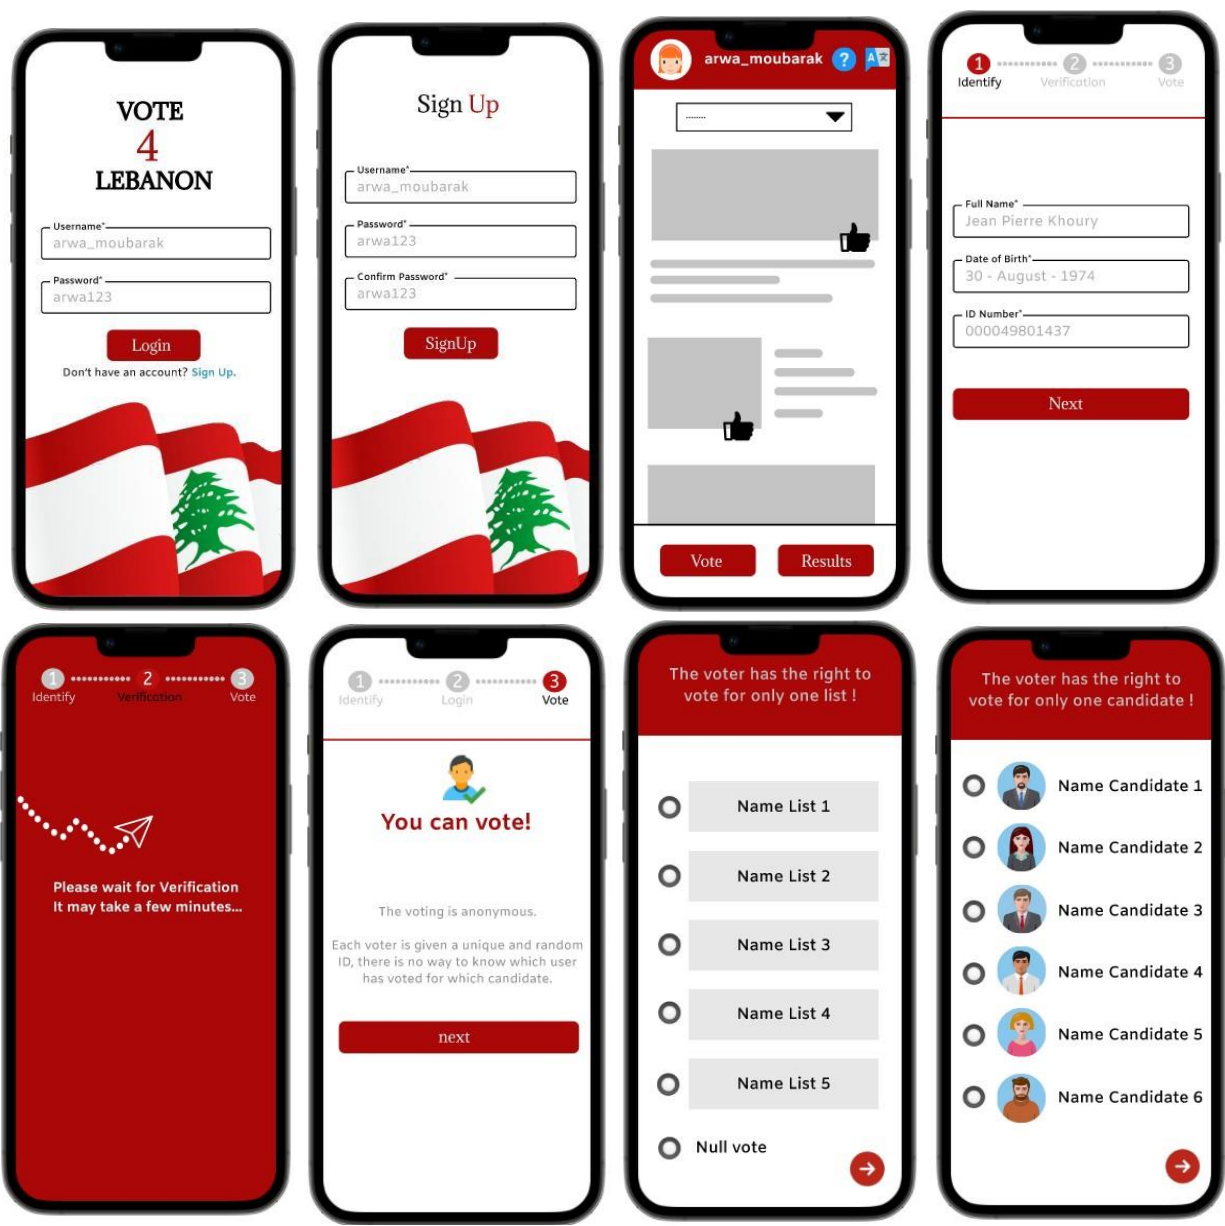 VOTE
4
LEBANON
Username*
arwa_moubarak
Password*
arwa123
Login
Don't have an account? Sign Up.
Sign Up
Username*
arwa_moubarak
Password*
arwa123
Confirm Password*
arwa123
SignUp
arwa_moubarak ? A
--------
Vote Results
1 2 3
Identify Verification Vote
Full Name*
Jean Pierre Khoury
Date of Birth*
30 - August - 1974
ID Number*
000049801437
Next
1 2 3
Identify Verification Vote
Please wait for Verification
It may take a few minutes...
1 2 3
Identify Login Vote
You can vote!
The voting is anonymous.
Each voter is given a unique and random
ID, there is no way to know which user
has voted for which candidate.
next
The voter has the right to
vote for only one list !
Name List 1
Name List 2
Name List 3
Name List 4
Name List 5
Null vote
The voter has the right to
vote for only one candidate !
Name Candidate 1
Name Candidate 2
Name Candidate 3
Name Candidate 4
Name Candidate 5
Name Candidate 6